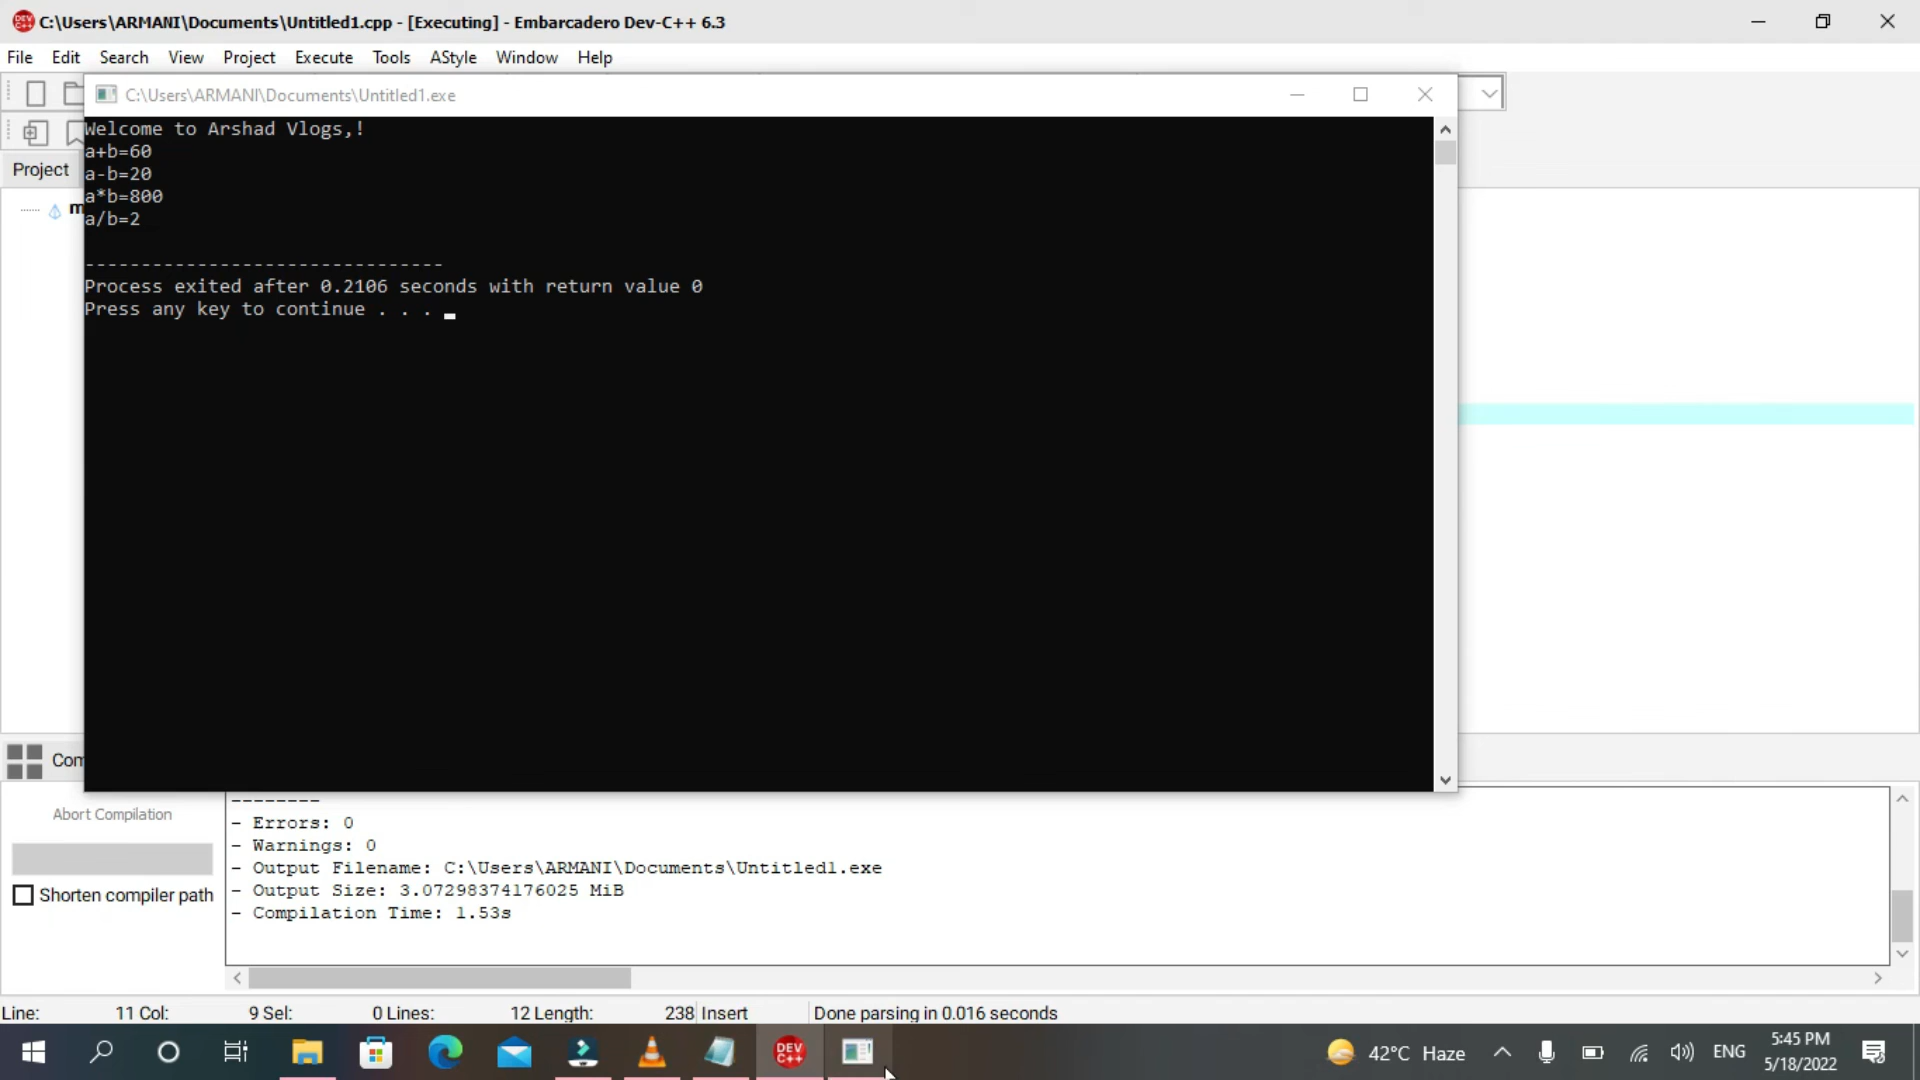 C:\Users\ARMANI\Documents\Untitled1.cpp - [Executing] - Embarcadero Dev-C++ 6.3
File Edit Search View Project Execute Tools AStyle Window Help
C:\Users\ARMANI\Documents\Untitled1.exe
Project
Welcome to Arshad Vlogs,!
a+b=60
a-b=20
a*b=800
a/b=2
--------------------------------
Process exited after 0.2106 seconds with return value 0
Press any key to continue . . .
Abort Compilation
Shorten compiler path
--------
- Errors: 0
- Warnings: 0
- Output Filename: C:\Users\ARMANI\Documents\Untitled1.exe
- Output Size: 3.07298374176025 MiB
- Compilation Time: 1.53s
Line: 11 Col: 9 Sel: 0 Lines: 12 Length: 238 Insert Done parsing in 0.016 seconds
DEV C++
42°C Haze
ENG
5:45 PM
5/18/2022